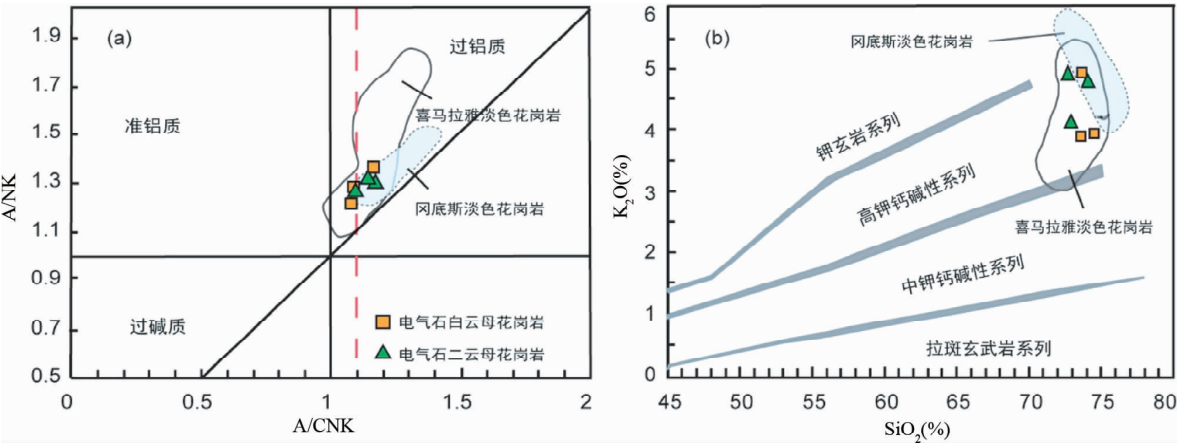 (a)
1.9
1.7
1.5
1.3
1.1
0.9
0.7
0.5
A/NK
过铝质
准铝质
过碱质
喜马拉雅淡色花岗岩
冈底斯淡色花岗岩
电气石白云母花岗岩
电气石二云母花岗岩
0
0.5
1
1.5
2
A/CNK
(b)
6
5
4
3
2
1
0
K2O(%)
冈底斯淡色花岗岩
钾玄岩系列
高钾钙碱性系列
喜马拉雅淡色花岗岩
中钾钙碱性系列
拉斑玄武岩系列
45
50
55
60
65
70
75
80
SiO2(%)